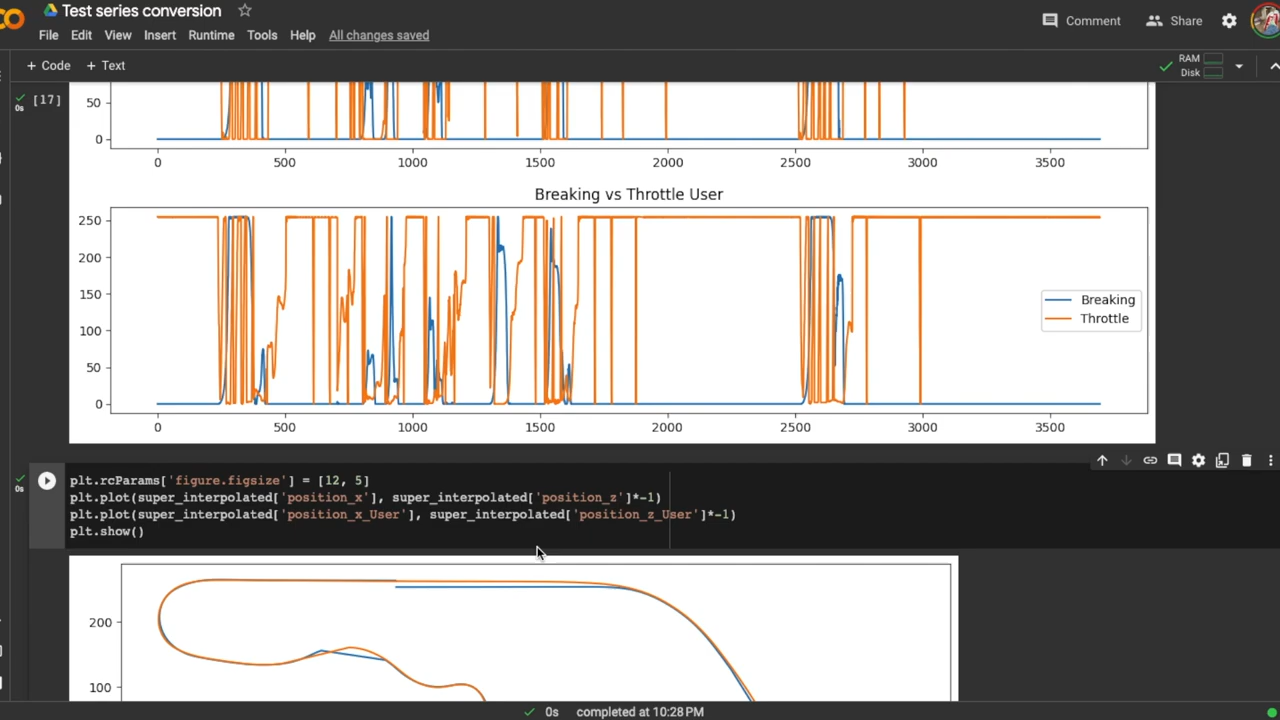 CO
Test series conversion
File Edit View Insert Runtime Tools Help All changes saved
Comment Share
+ Code + Text
RAM
Disk
[17]
0s
50
0
0 500 1000 1500 2000 2500 3000 3500
Breaking vs Throttle User
250
200
150
100
50
0
Breaking
Throttle
0 500 1000 1500 2000 2500 3000 3500
0s
plt.rcParams['figure.figsize'] = [12, 5]
plt.plot(super_interpolated['position_x'], super_interpolated['position_z']*-1)
plt.plot(super_interpolated['position_x_User'], super_interpolated['position_z_User']*-1)
plt.show()
200
100
0s completed at 10:28 PM